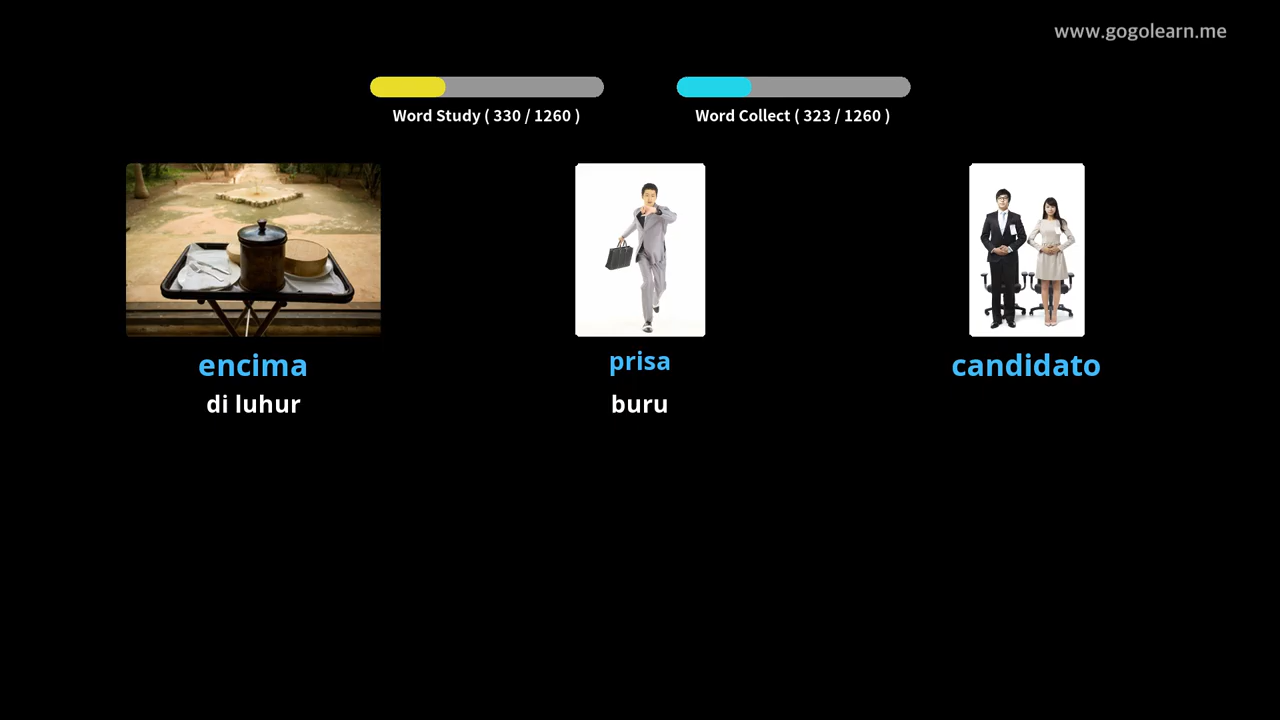 www.gogolearn.me
Word Study ( 330 / 1260 )
Word Collect ( 323 / 1260 )
encima
prisa
candidato
di luhur
buru